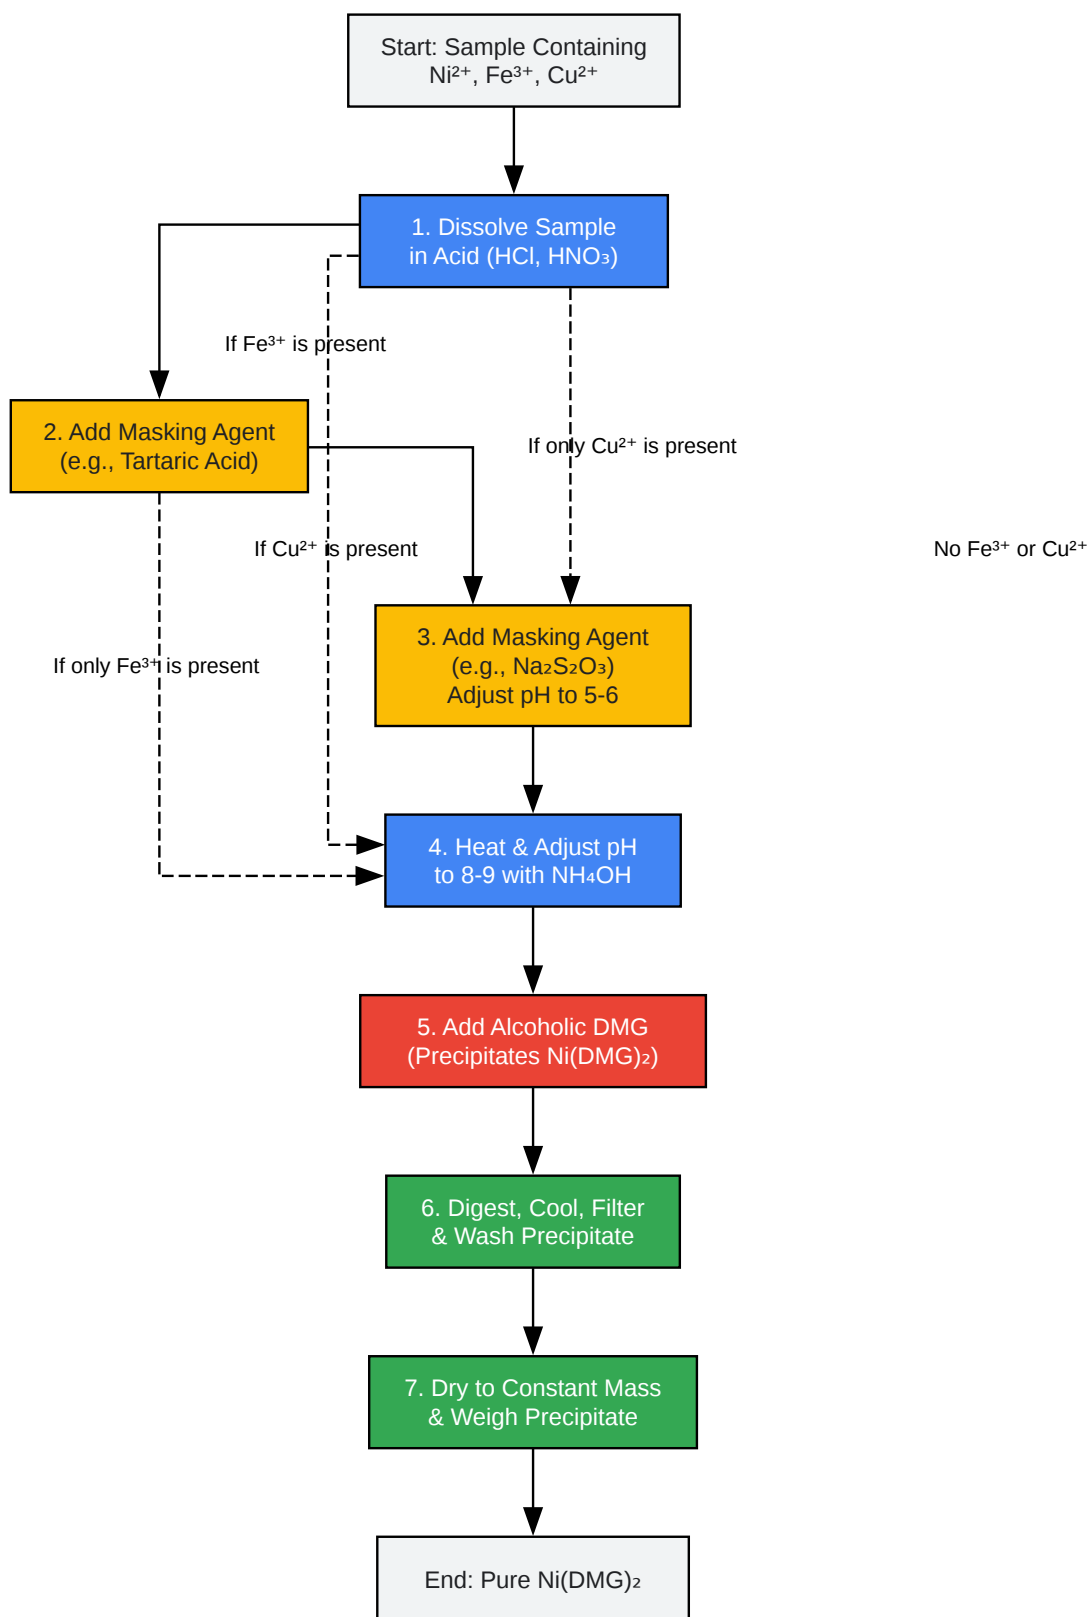 Start: Sample Containing
Ni²⁺, Fe³⁺, Cu²⁺
1. Dissolve Sample
in Acid (HCl, HNO₃)
If Fe³⁺ is present
2. Add Masking Agent
(e.g., Tartaric Acid)
If only Cu²⁺ is present
If Cu²⁺ is present
No Fe³⁺ or Cu²⁺
3. Add Masking Agent
(e.g., Na₂S₂O₃)
Adjust pH to 5-6
If only Fe³⁺ is present
4. Heat & Adjust pH
to 8-9 with NH₄OH
5. Add Alcoholic DMG
(Precipitates Ni(DMG)₂)
6. Digest, Cool, Filter
& Wash Precipitate
7. Dry to Constant Mass
& Weigh Precipitate
End: Pure Ni(DMG)₂